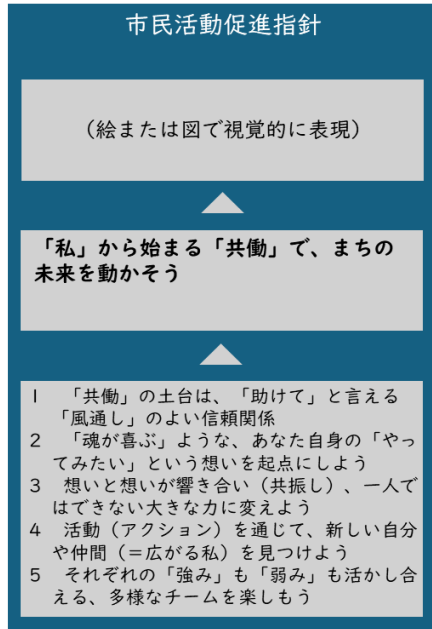 市民活動促進指針
（絵または図で視覚的に表現）
「私」から始まる「共働」で、まちの
未来を動かそう
1　「共働」の土台は、「助けて」と言える
「風通し」のよい信頼関係
2　「魂が喜ぶ」ような、あなた自身の「やっ
てみたい」という想いを起点にしよう
3　想いと想いが響き合い（共振し）、一人で
はできない大きな力に変えよう
4　活動（アクション）を通じて、新しい自分
や仲間（＝広がる私）を見つけよう
5　それぞれの「強み」も「弱み」も活かし合
える、多様なチームを楽しもう